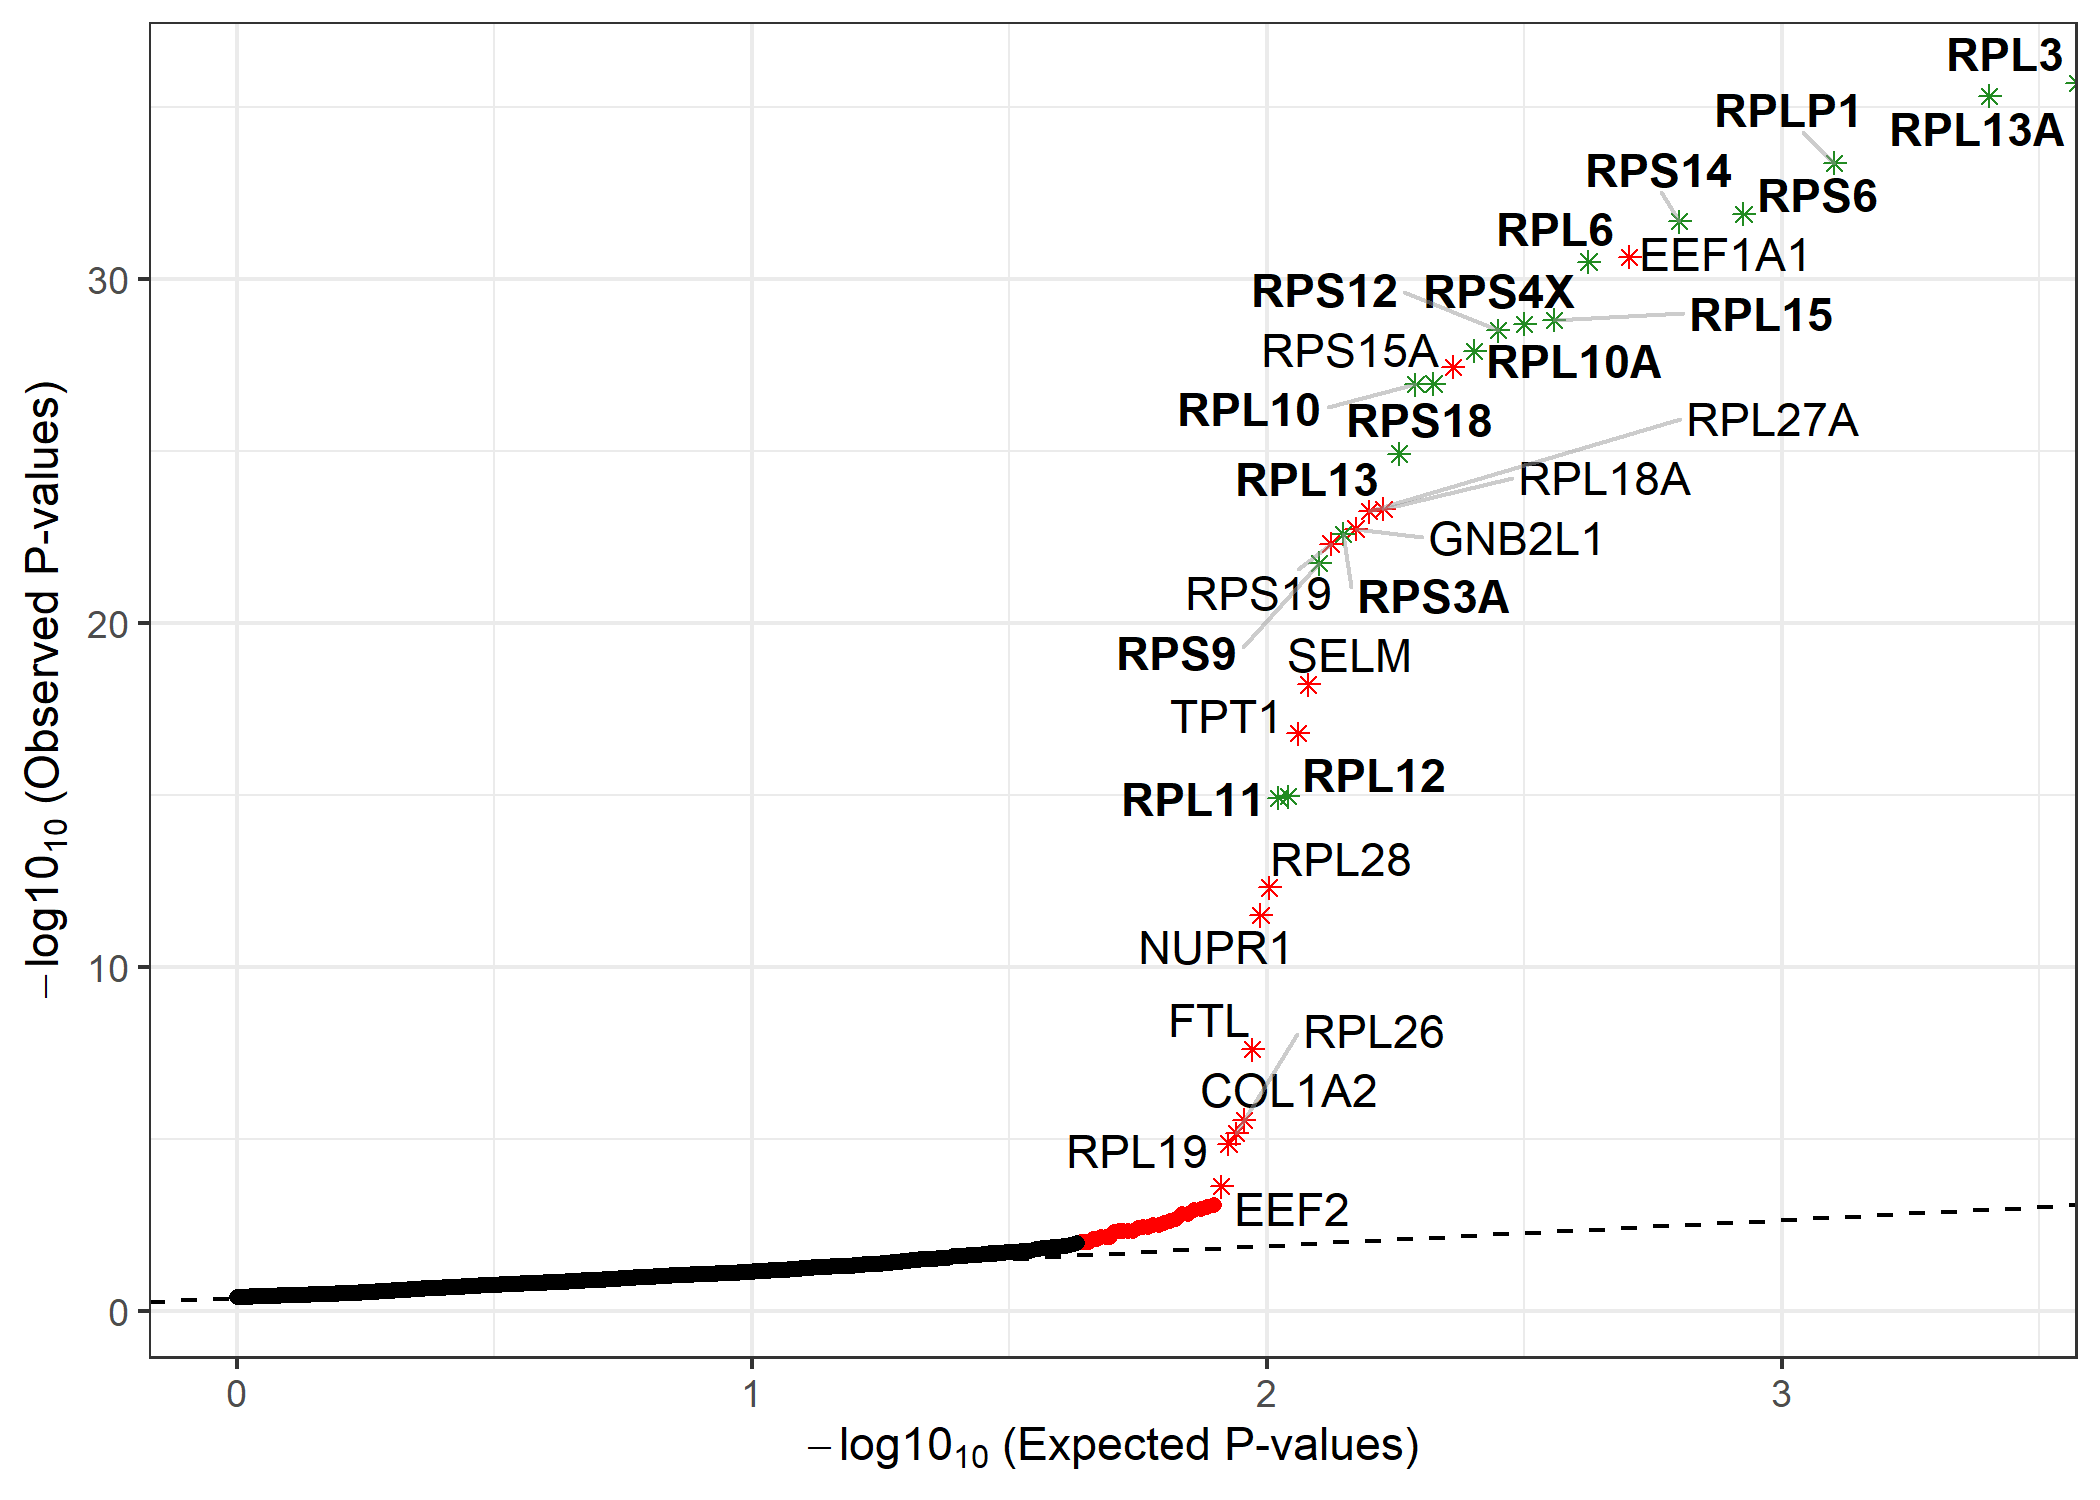 RPL3
RPLP1
RPL13A
RPS14
RPS6
RPL6
EEF1A1
RPS12
RPS4X
RPL15
RPS15A
RPL10A
RPL10
RPS18
RPL27A
RPL13
RPL18A
GNB2L1
RPS19
RPS3A
RPS9
SELM
TPT1
RPL12
RPL11
RPL28
NUPR1
FTL
RPL26
COL1A2
RPL19
EEF2
30
20
10
0
−log10₁₀ (Observed P-values)
0
1
2
3
−log10₁₀ (Expected P-values)